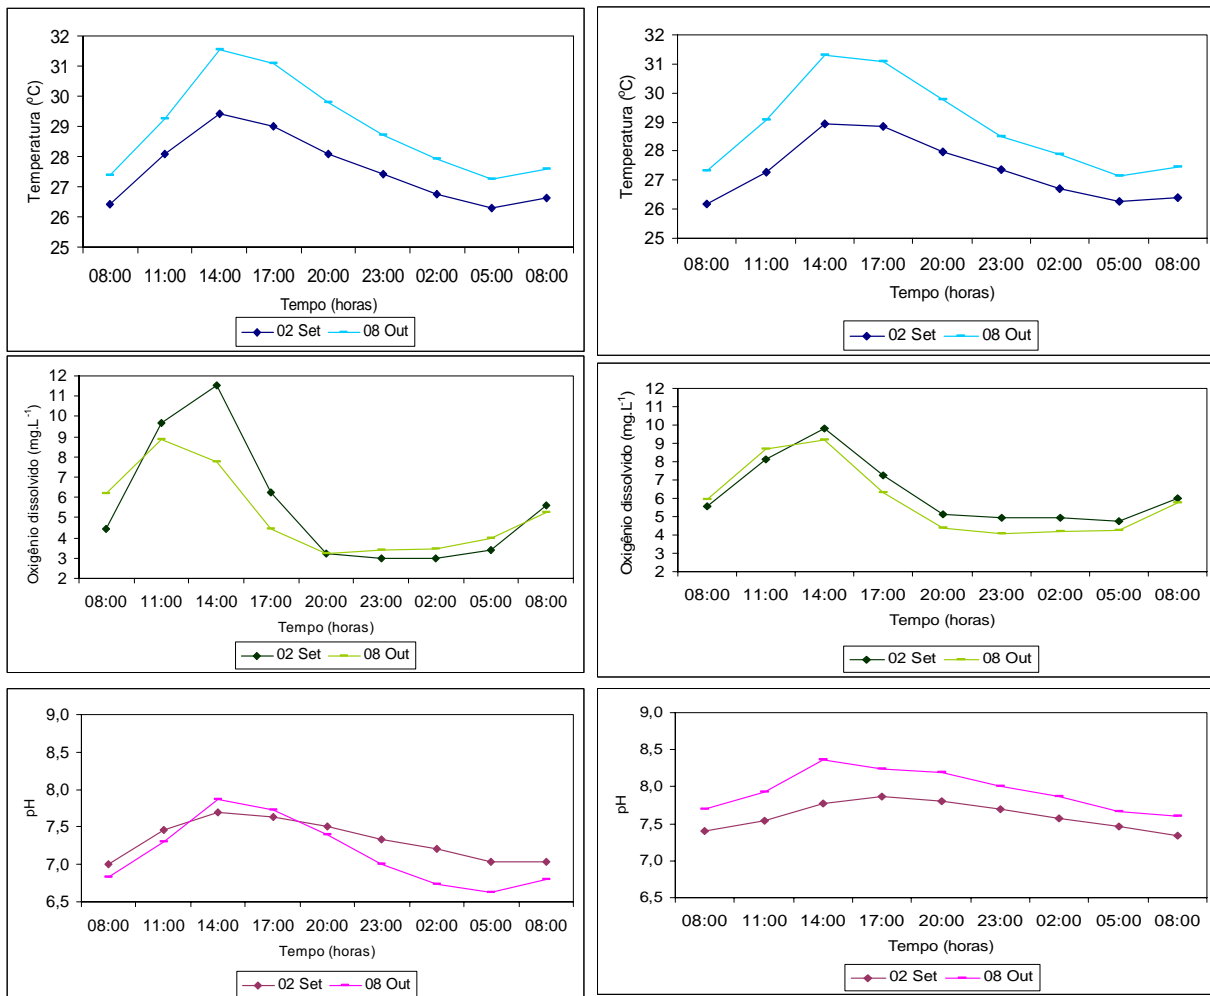 32
31
30
29
28
27
26
25
Temperatura (ºC)
08:00 11:00 14:00 17:00 20:00 23:00 02:00 05:00 08:00
Tempo (horas)
02 Set 08 Out
32
31
30
29
28
27
26
25
Temperatura (ºC)
08:00 11:00 14:00 17:00 20:00 23:00 02:00 05:00 08:00
Tempo (horas)
02 Set 08 Out
12
11
10
9
8
7
6
5
4
3
2
Oxigênio dissolvido (mg.L⁻¹)
08:00 11:00 14:00 17:00 20:00 23:00 02:00 05:00 08:00
Tempo (horas)
02 Set 08 Out
12
11
10
9
8
7
6
5
4
3
2
Oxigênio dissolvido (mg.L⁻¹)
08:00 11:00 14:00 17:00 20:00 23:00 02:00 05:00 08:00
Tempo (horas)
02 Set 08 Out
9,0
8,5
8,0
7,5
7,0
6,5
pH
08:00 11:00 14:00 17:00 20:00 23:00 02:00 05:00 08:00
Tempo (horas)
02 Set 08 Out
9,0
8,5
8,0
7,5
7,0
6,5
pH
08:00 11:00 14:00 17:00 20:00 23:00 02:00 05:00 08:00
Tempo (horas)
02 Set 08 Out